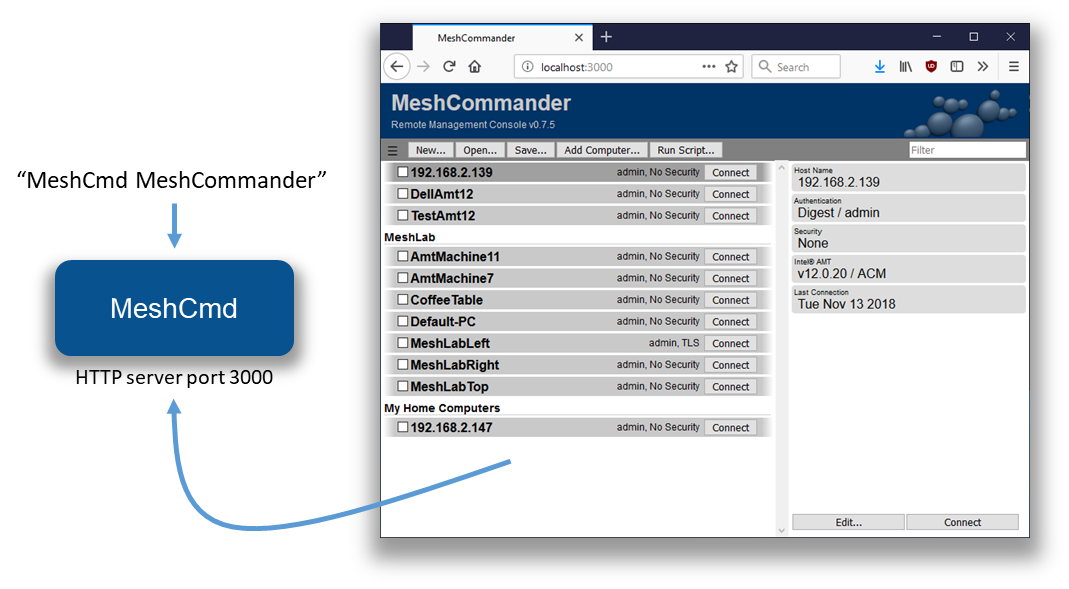 “MeshCmd MeshCommander”
MeshCmd
HTTP server port 3000
MeshCommander
localhost:3000
Search
MeshCommander
Remote Management Console v0.7.5
New... Open... Save... Add Computer... Run Script... Filter
192.168.2.139 admin, No Security Connect
DellAmt12 admin, No Security Connect
TestAmt12 admin, No Security Connect
MeshLab
AmtMachine11 admin, No Security Connect
AmtMachine7 admin, No Security Connect
CoffeeTable admin, No Security Connect
Default-PC admin, No Security Connect
MeshLabLeft admin, TLS Connect
MeshLabRight admin, No Security Connect
MeshLabTop admin, No Security Connect
My Home Computers
192.168.2.147 admin, No Security Connect
Host Name
192.168.2.139
Authentication
Digest / admin
Security
None
Intel® AMT
v12.0.20 / ACM
Last Connection
Tue Nov 13 2018
Edit... Connect